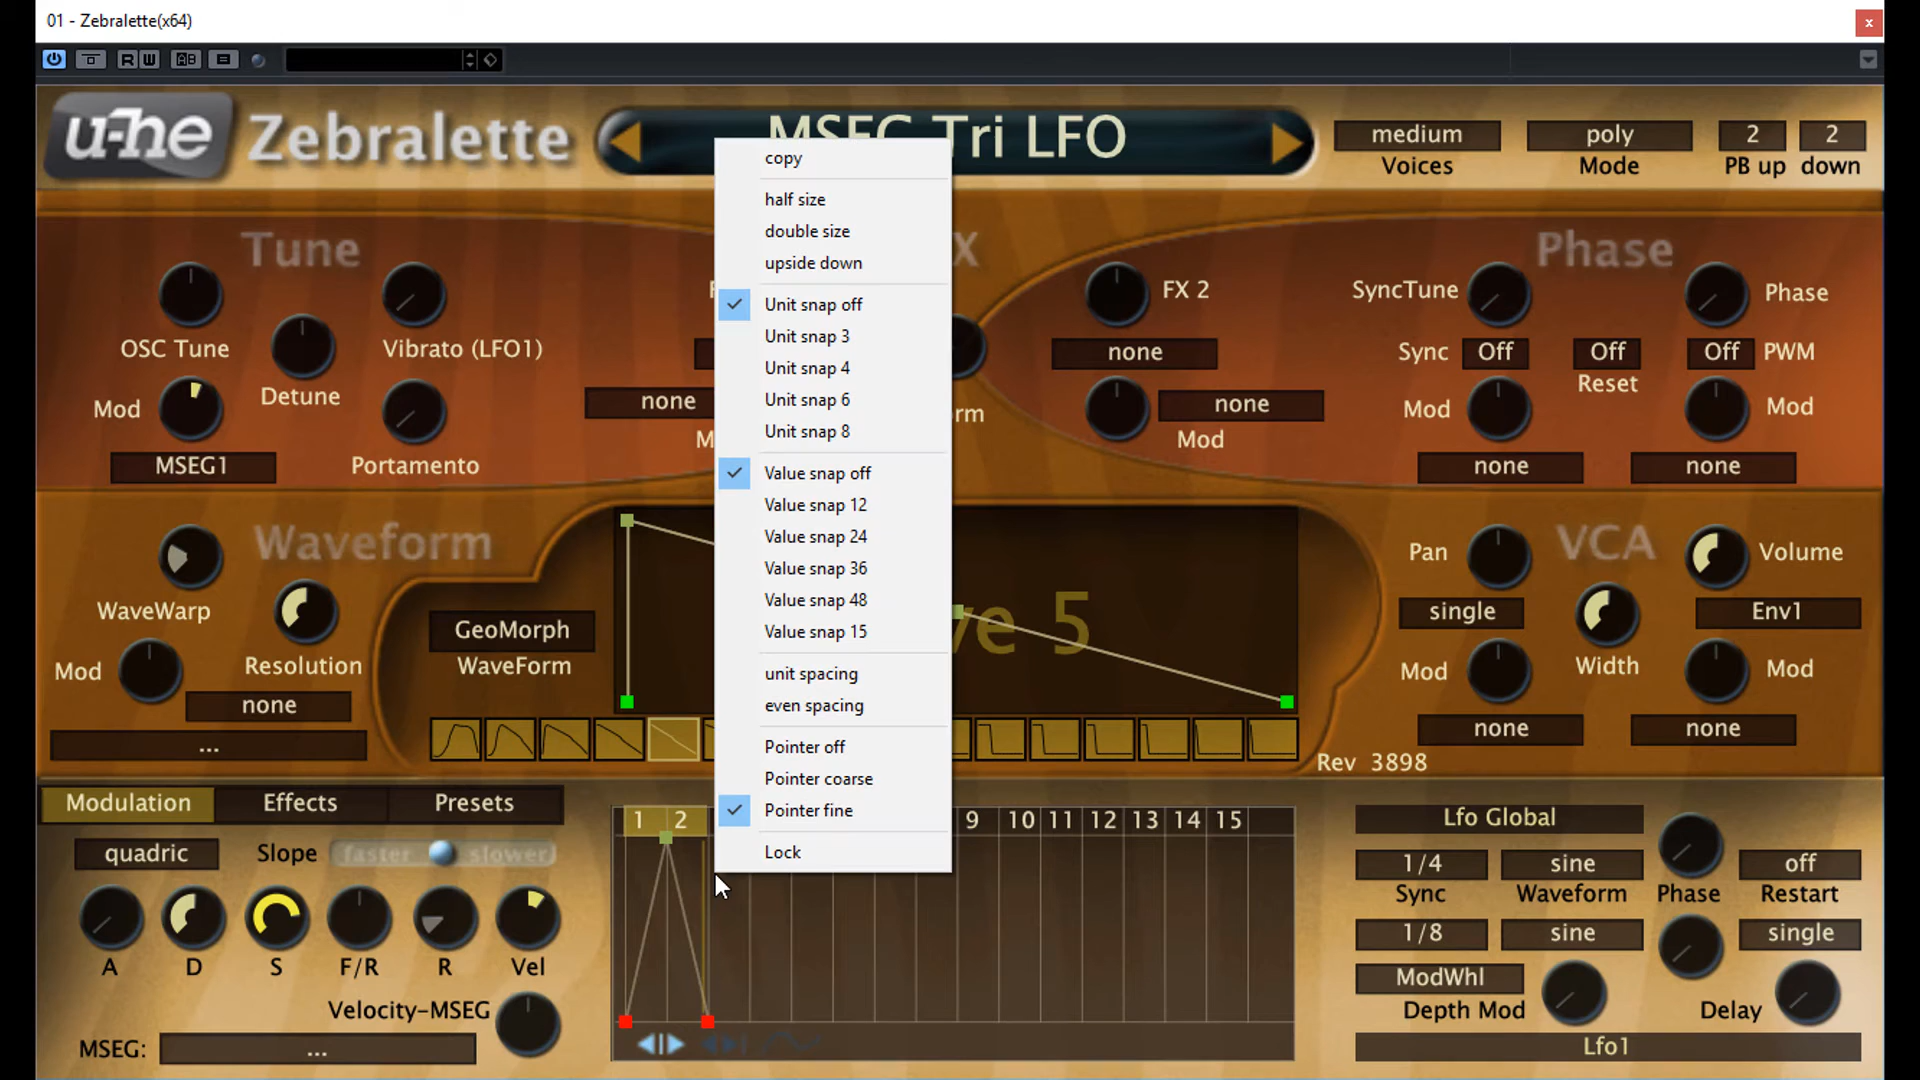 01 - Zebralette(x64)
R W AB
u-he Zebralette
MSEG Tri LFO
medium
Voices
poly
Mode
2 2
PB up down
copy
half size
double size
upside down
Unit snap off
Unit snap 3
Unit snap 4
Unit snap 6
Unit snap 8
Value snap off
Value snap 12
Value snap 24
Value snap 36
Value snap 48
Value snap 15
unit spacing
even spacing
Pointer off
Pointer coarse
Pointer fine
Lock
Tune
OSC Tune
Detune
Vibrato (LFO1)
Mod
MSEG1
Portamento
none
FX 2
none
none
Mod
Phase
SyncTune
Phase
Sync Off
Off
Reset
Off PWM
Mod
Mod
none
none
Waveform
WaveWarp
Resolution
Mod
none
...
GeoMorph
WaveForm
5
VCA
Pan
Volume
single
Width
Env1
Mod
Mod
none
none
Rev 3898
Modulation Effects Presets
quadric
Slope faster slower
A D S F/R R Vel
Velocity-MSEG
MSEG: ...
1 2 9 10 11 12 13 14 15
Lfo Global
1/4 sine off
Sync Waveform Phase Restart
1/8 sine single
ModWhl
Depth Mod
Delay
Lfo1